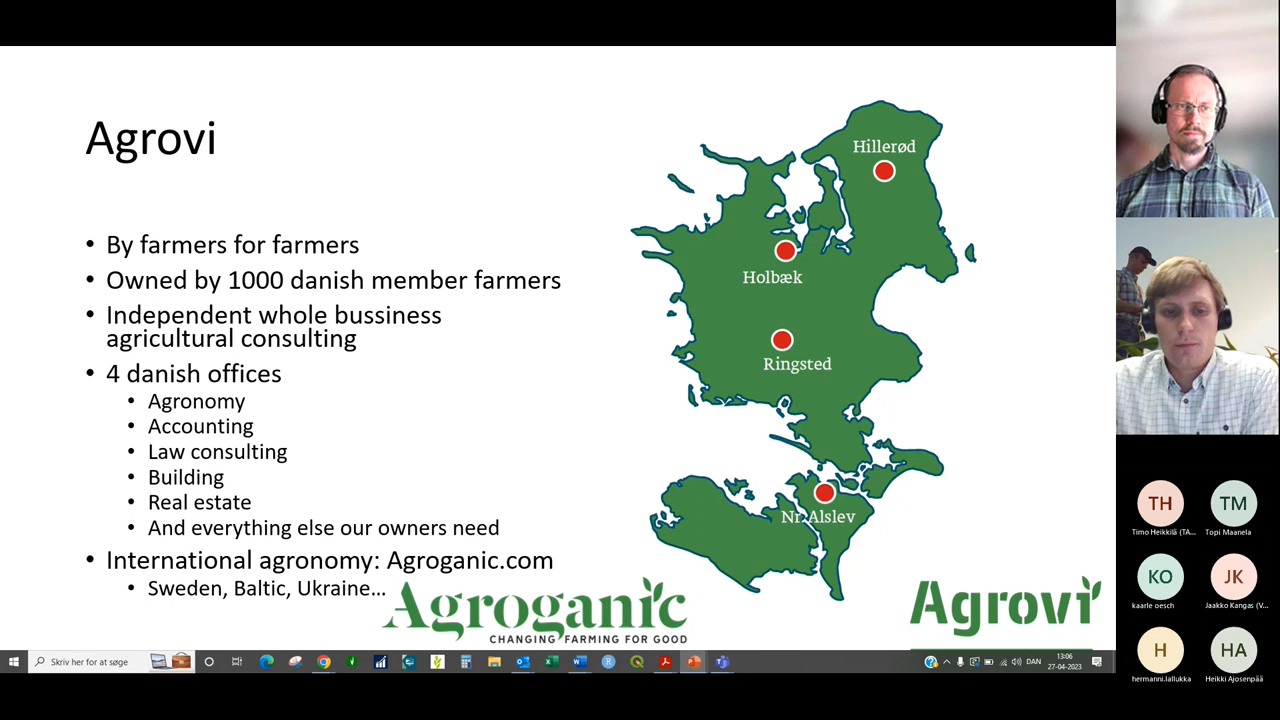 Agrovi
• By farmers for farmers
• Owned by 1000 danish member farmers
• Independent whole bussiness
agricultural consulting
• 4 danish offices
• Agronomy
• Accounting
• Law consulting
• Building
• Real estate
• And everything else our owners need
• International agronomy: Agroganic.com
• Sweden, Baltic, Ukraine...
Hillerød
Holbæk
Ringsted
Nr. Alslev
Agroganic
CHANGING FARMING FOR GOOD
Agrovi
Skriv her for at søge
DAN
13:06
27-04-2023
TH
Timo Heikkilä (TA...
TM
Topi Maanela
KO
kaarle oesch
JK
Jaakko Kangas (V...
H
hermanni.lallukka
HA
Heikki Ajosenpää